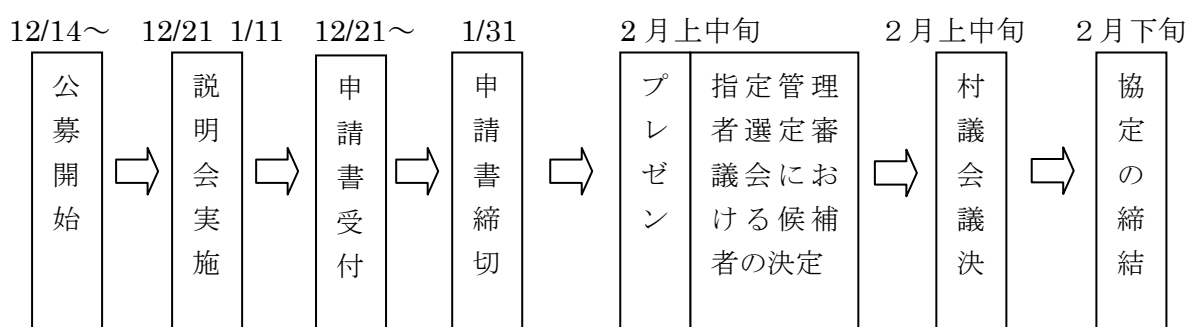 12/14～
12/21 1/11
12/21～
1/31
2月上中旬
2月上中旬
2月下旬
公募開始
説明会実施
申請書受付
申請書締切
プレゼン
指定管理
者選定審
議会にお
ける候補
者の決定
村議会議決
協定の締結